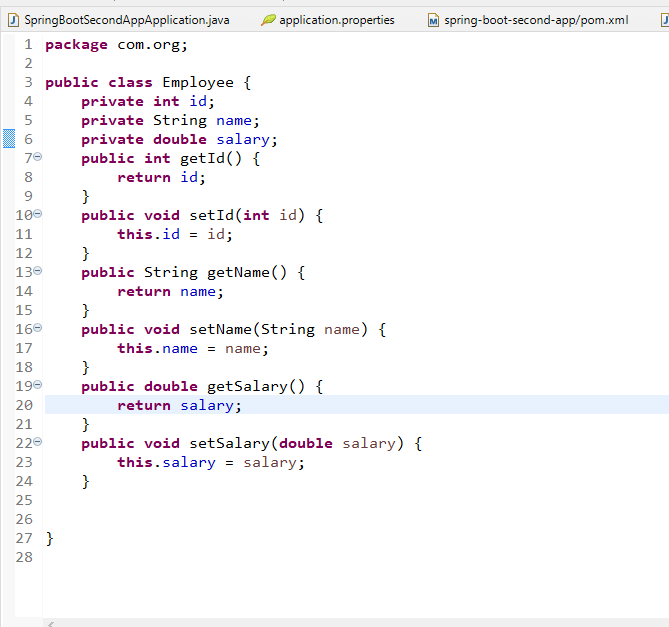 SpringBootSecondAppApplication.java application.properties spring-boot-second-app/pom.xml
1 package com.org;
2
3 public class Employee {
4     private int id;
5     private String name;
6     private double salary;
7     public int getId() {
8         return id;
9     }
10     public void setId(int id) {
11         this.id = id;
12     }
13     public String getName() {
14         return name;
15     }
16     public void setName(String name) {
17         this.name = name;
18     }
19     public double getSalary() {
20         return salary;
21     }
22     public void setSalary(double salary) {
23         this.salary = salary;
24     }
25
26
27 }
28